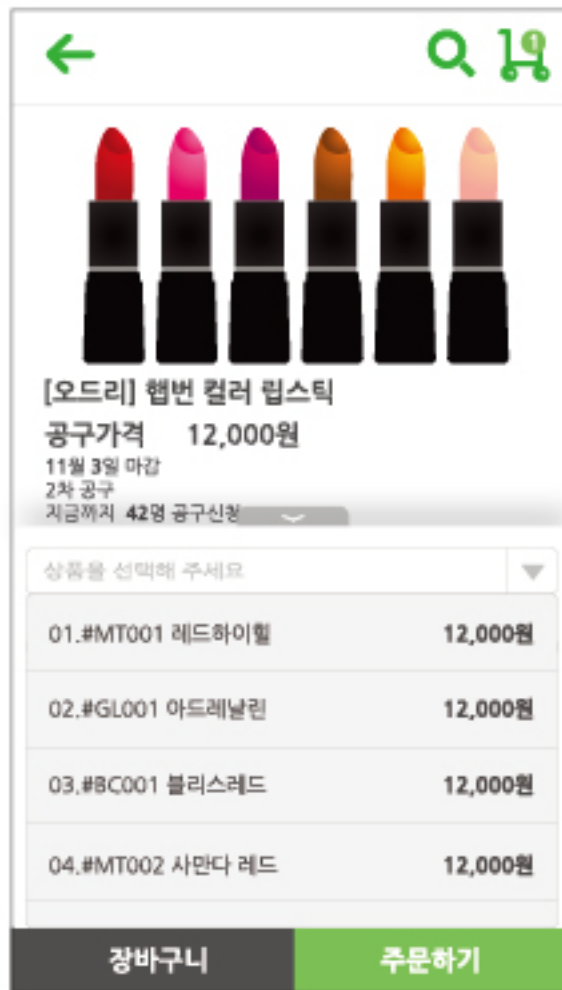 1
[오드리] 햅번 컬러 립스틱
공구가격 12,000원
11월 3일 마감
2차 공구
지금까지 42명 공구신청
상품을 선택해 주세요
01.#MT001 레드하이힐 12,000원
02.#GL001 아드레날린 12,000원
03.#BC001 블리스레드 12,000원
04.#MT002 사만다 레드 12,000원
장바구니 주문하기